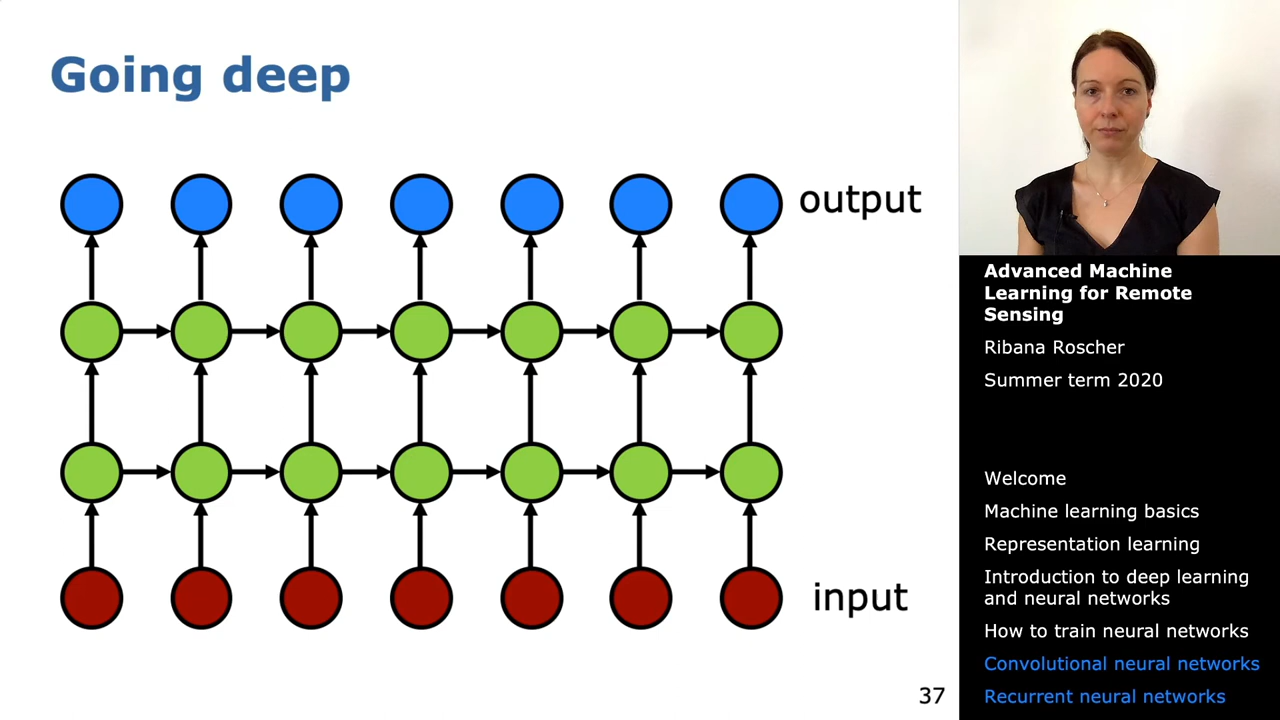 Going deep
output
input
37
Advanced Machine
Learning for Remote
Sensing
Ribana Roscher
Summer term 2020
Welcome
Machine learning basics
Representation learning
Introduction to deep learning
and neural networks
How to train neural networks
Convolutional neural networks
Recurrent neural networks